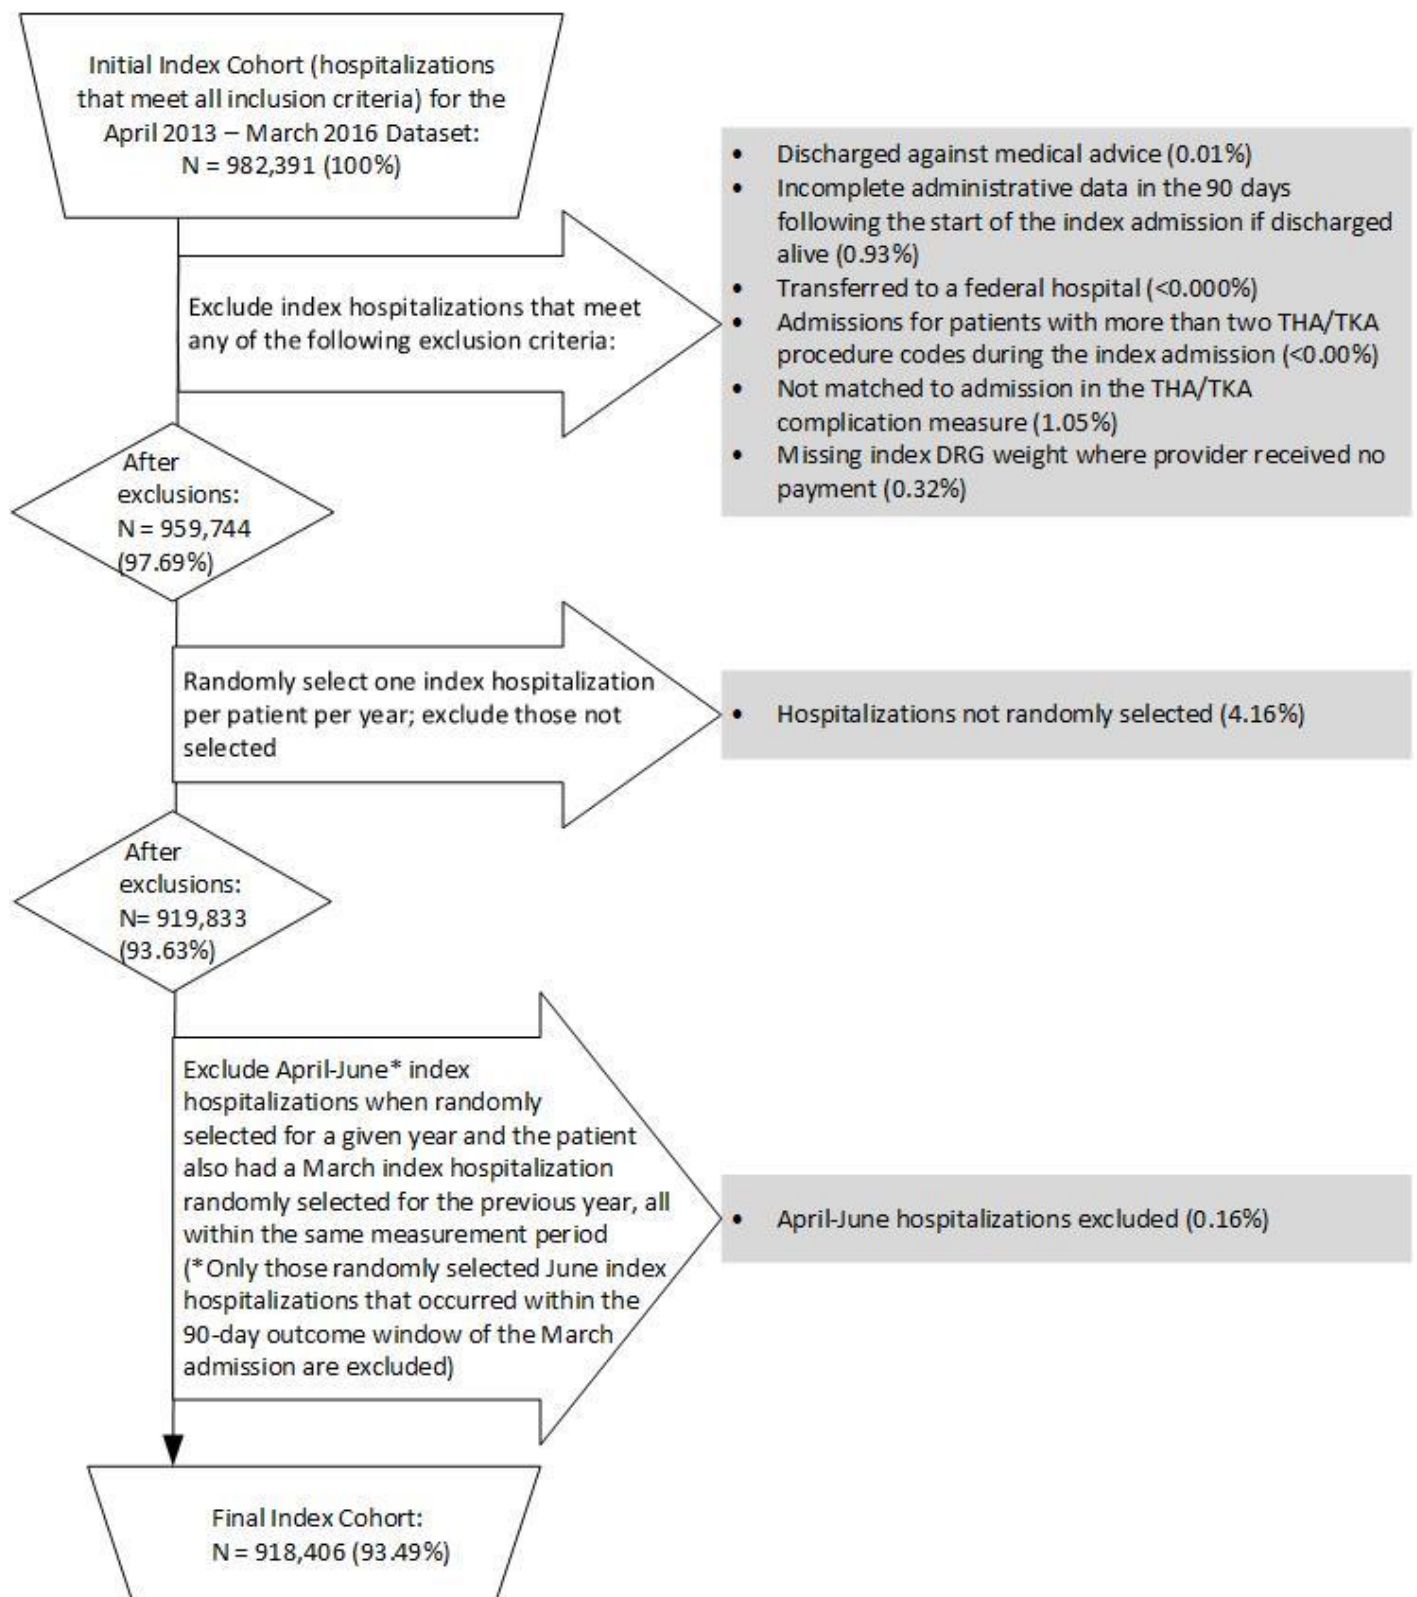 Initial Index Cohort (hospitalizations
that meet all inclusion criteria) for the
April 2013 – March 2016 Dataset:
N = 982,391 (100%)
Exclude index hospitalizations that meet
any of the following exclusion criteria:
• Discharged against medical advice (0.01%)
• Incomplete administrative data in the 90 days
following the start of the index admission if discharged
alive (0.93%)
• Transferred to a federal hospital (<0.000%)
• Admissions for patients with more than two THA/TKA
procedure codes during the index admission (<0.00%)
• Not matched to admission in the THA/TKA
complication measure (1.05%)
• Missing index DRG weight where provider received no
payment (0.32%)
After
exclusions:
N = 959,744
(97.69%)
Randomly select one index hospitalization
per patient per year; exclude those not
selected
• Hospitalizations not randomly selected (4.16%)
After
exclusions:
N= 919,833
(93.63%)
Exclude April-June* index
hospitalizations when randomly
selected for a given year and the patient
also had a March index hospitalization
randomly selected for the previous year, all
within the same measurement period
(*Only those randomly selected June index
hospitalizations that occurred within the
90-day outcome window of the March
admission are excluded)
• April-June hospitalizations excluded (0.16%)
Final Index Cohort:
N = 918,406 (93.49%)